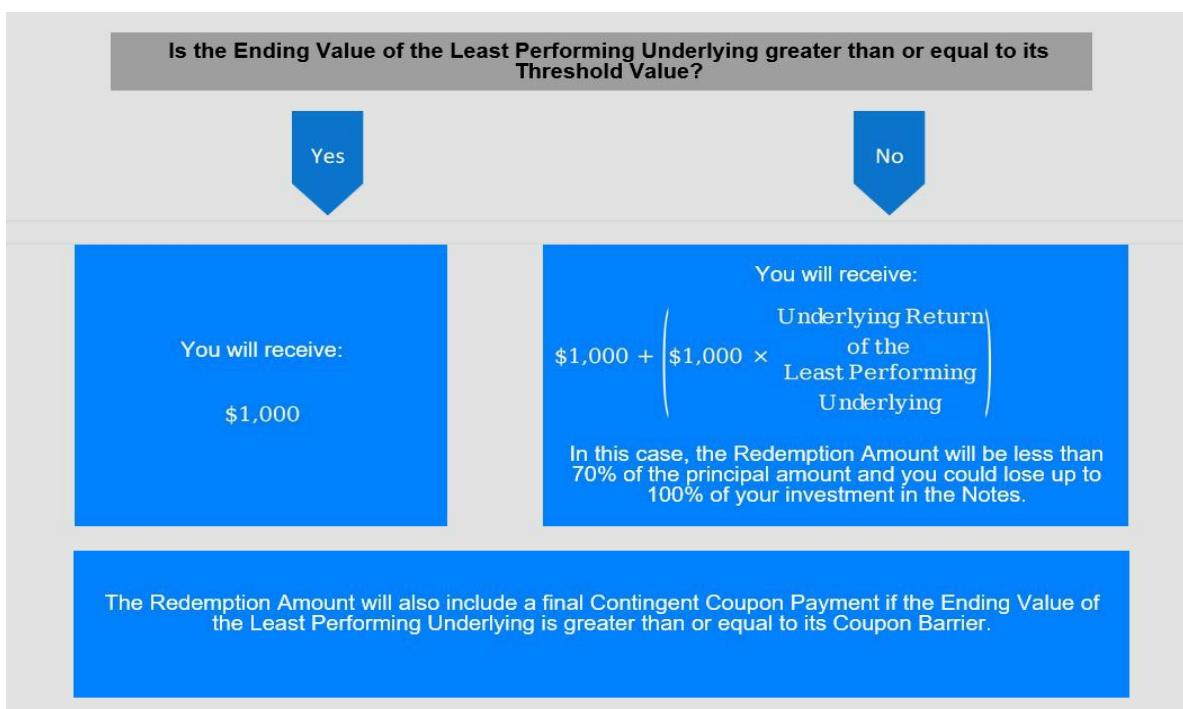 Is the Ending Value of the Least Performing Underlying greater than or equal to its
Threshold Value?
Yes
No
You will receive:
$1,000
You will receive:
$1,000 + ($1,000 × Underlying Return
of the
Least Performing
Underlying)
In this case, the Redemption Amount will be less than
70% of the principal amount and you could lose up to
100% of your investment in the Notes.
The Redemption Amount will also include a final Contingent Coupon Payment if the Ending Value of
the Least Performing Underlying is greater than or equal to its Coupon Barrier.